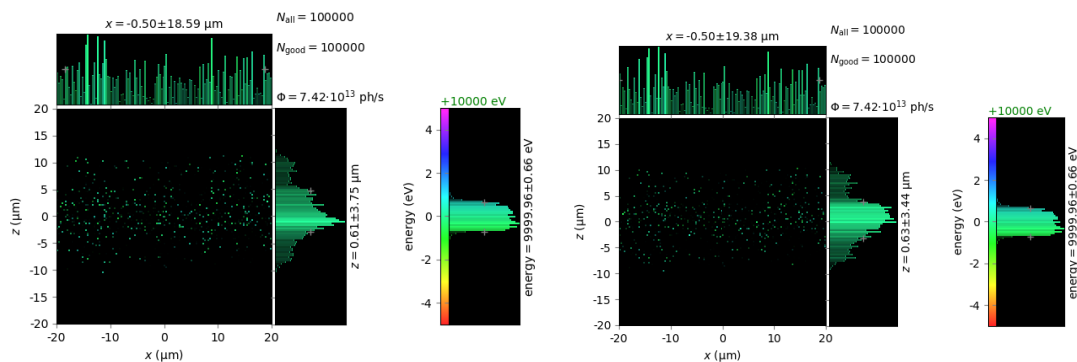 x = -0.50±18.59 μm
N_all = 100000
N_good = 100000
Φ = 7.42·10^13 ph/s
20
15
10
5
0
-5
-10
-15
-20
z (μm)
-20
-10
0
10
20
x (μm)
z = 0.61±3.75 μm
+10000 eV
4
2
0
-2
-4
energy (eV)
energy = 9999.96±0.66 eV
x = -0.50±19.38 μm
N_all = 100000
N_good = 100000
Φ = 7.42·10^13 ph/s
20
15
10
5
0
-5
-10
-15
-20
z (μm)
-20
-10
0
10
20
x (μm)
z = 0.63±3.44 μm
+10000 eV
4
2
0
-2
-4
energy (eV)
energy = 9999.96±0.66 eV